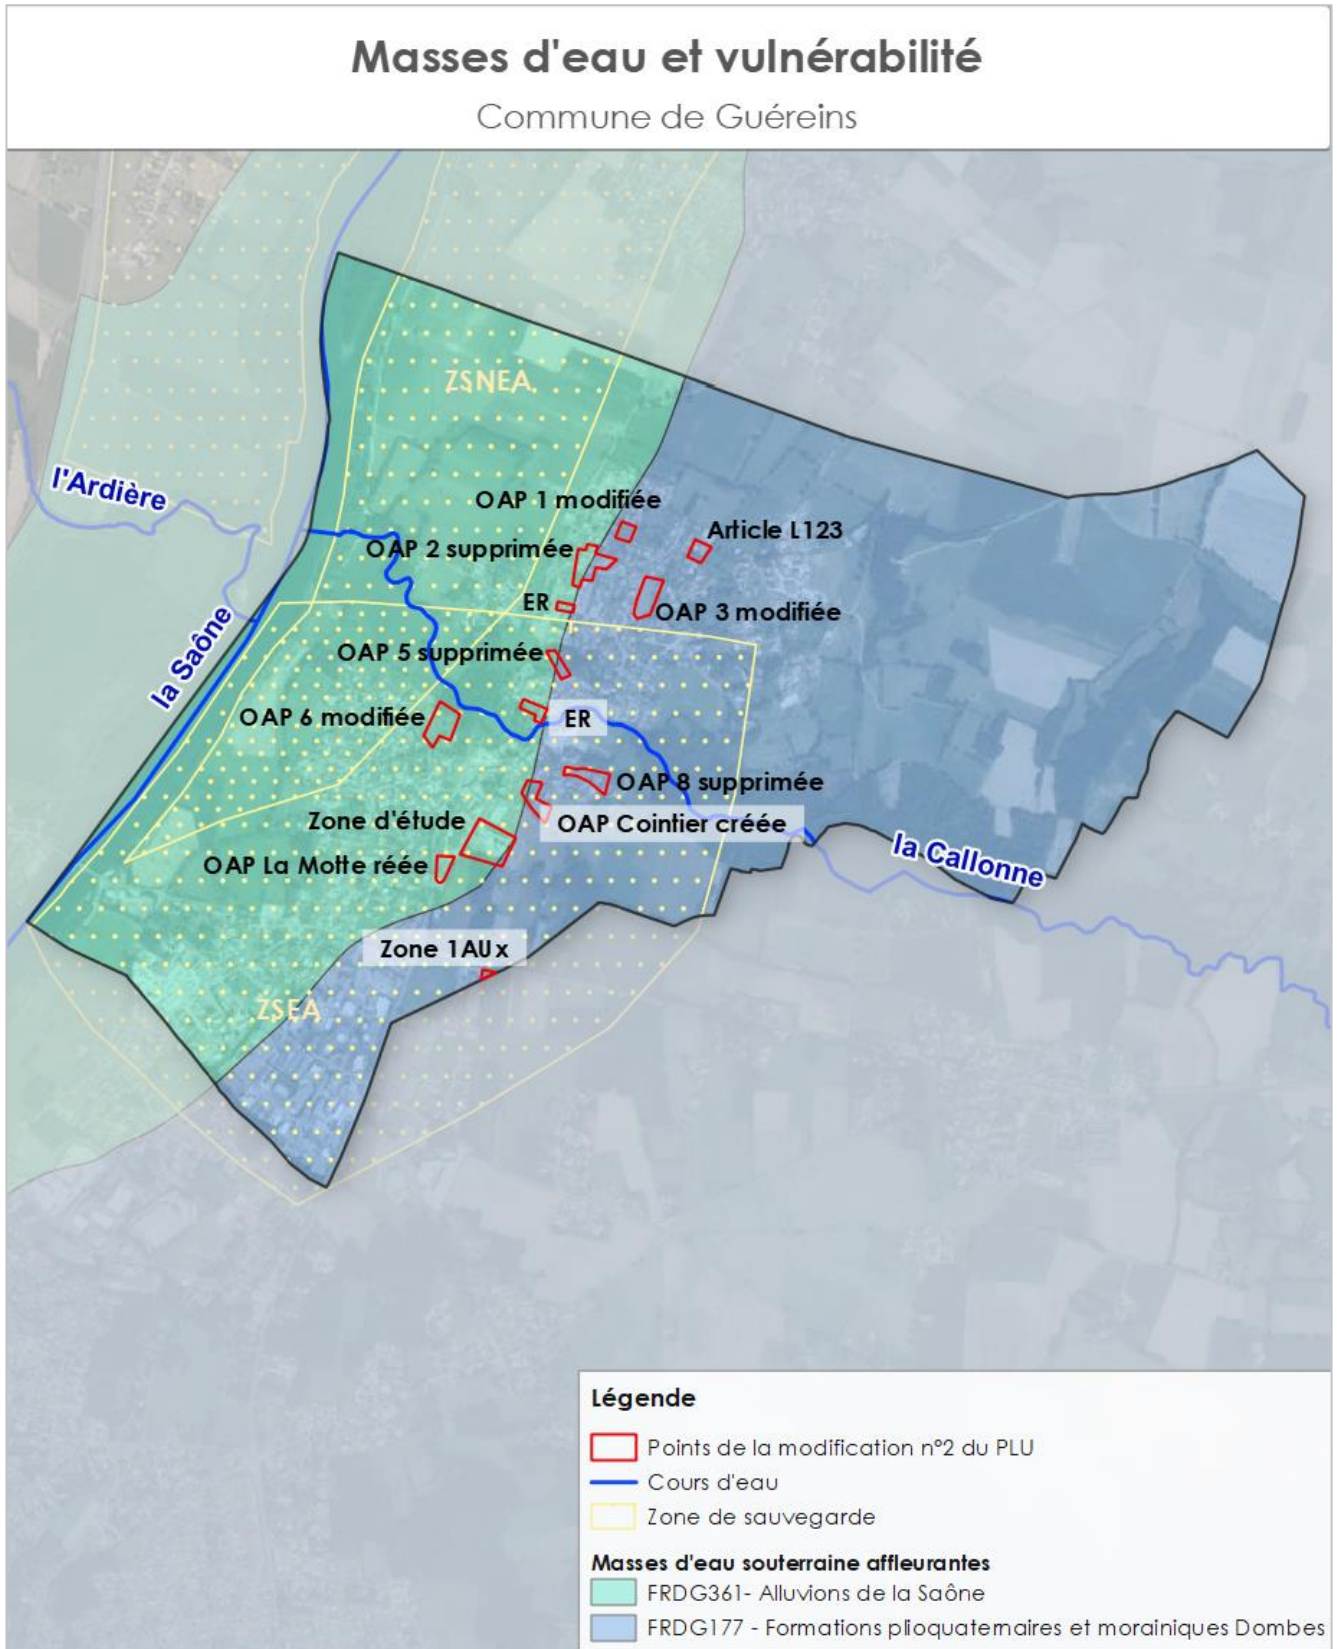 Masses d'eau et vulnérabilité
Commune de Guéreins
ZSNEA
l'Ardière
OAP 1 modifiée
Article L123
OAP 2 supprimée
ER
OAP 3 modifiée
la Saône
OAP 5 supprimée
OAP 6 modifiée
ER
OAP 8 supprimée
Zone d'étude
OAP Cointier créée
la Callonne
OAP La Motte réée
Zone 1AUx
ZSEA
Légende
Points de la modification n°2 du PLU
Cours d'eau
Zone de sauvegarde
Masses d'eau souterraine affleurantes
FRDG361- Alluvions de la Saône
FRDG177 - Formations plioquaternaires et morainiques Dombes